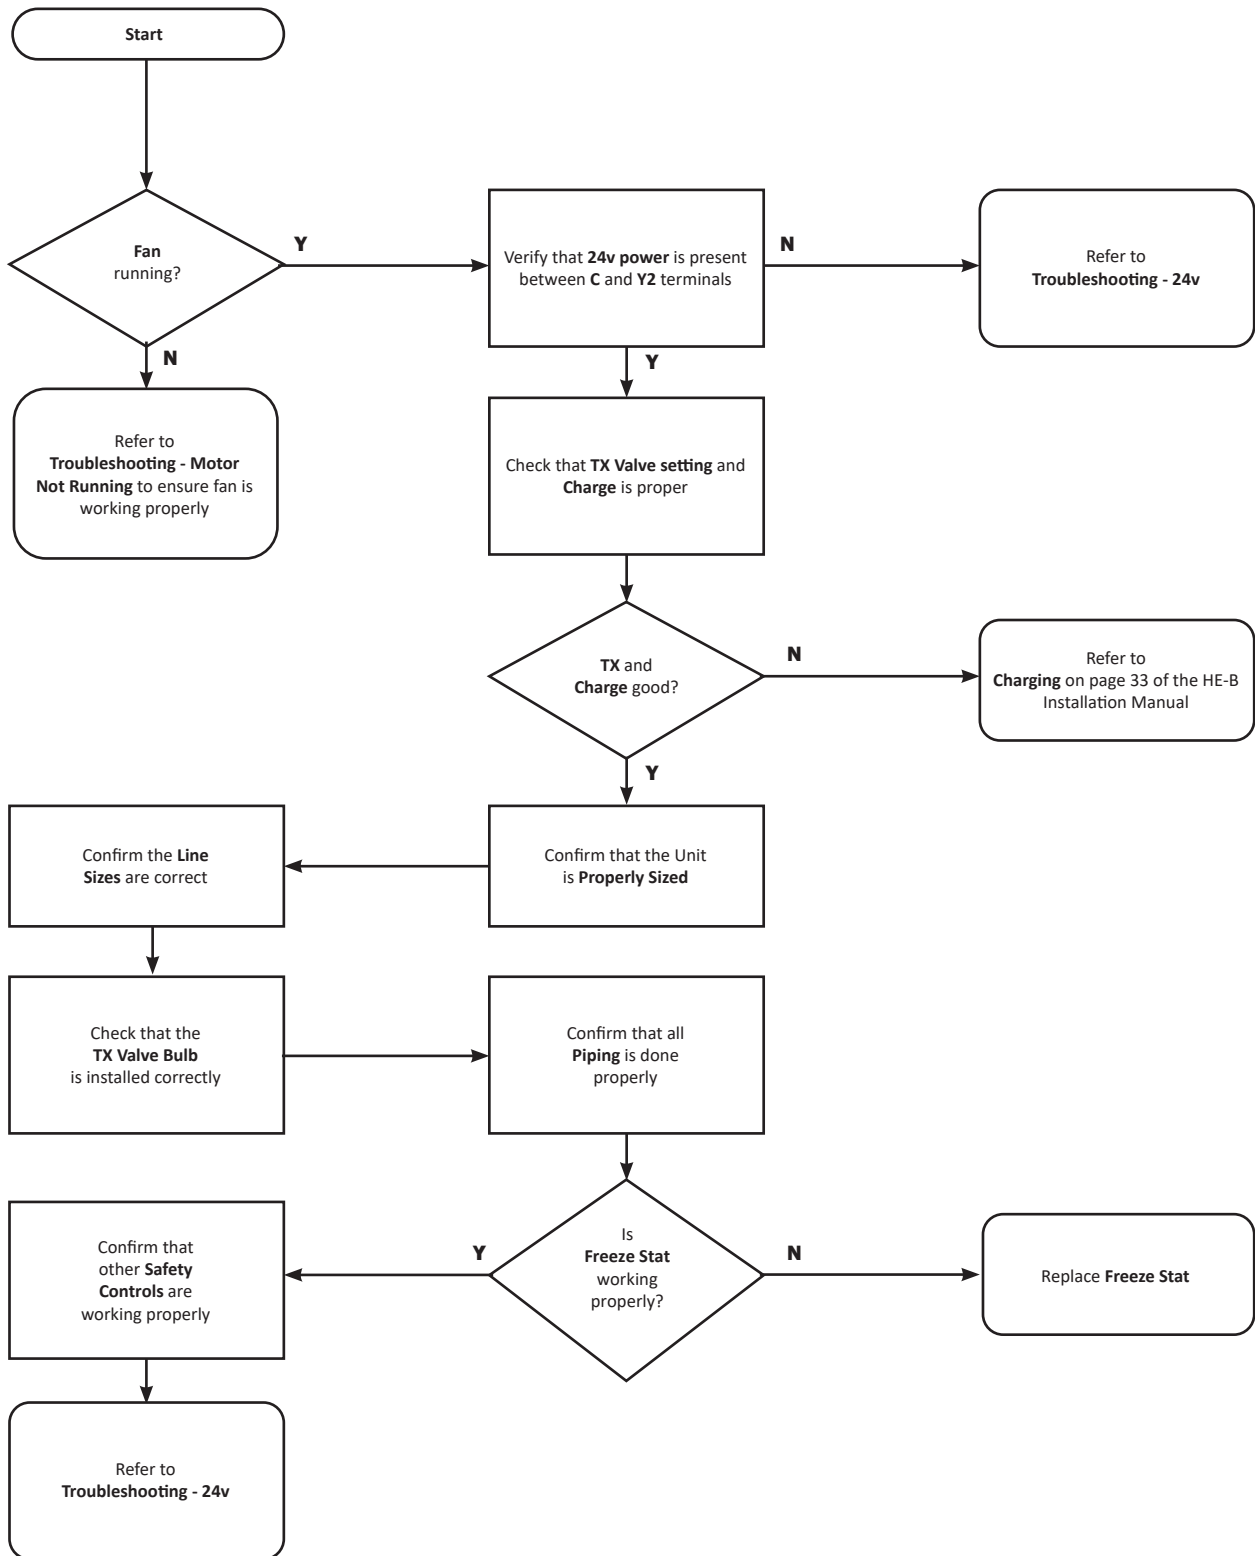 Start
Fan
running?
Y
Verify that 24v power is present
between C and Y2 terminals
N
Refer to
Troubleshooting - 24v
N
Refer to
Troubleshooting - Motor
Not Running to ensure fan is
working properly
Y
Check that TX Valve setting and
Charge is proper
TX and
Charge good?
N
Refer to
Charging on page 33 of the HE-B
Installation Manual
Y
Confirm that the Unit
is Properly Sized
Confirm the Line
Sizes are correct
Check that the
TX Valve Bulb
is installed correctly
Confirm that all
Piping is done
properly
Is
Freeze Stat
working
properly?
N
Replace Freeze Stat
Y
Confirm that
other Safety
Controls are
working properly
Refer to
Troubleshooting - 24v